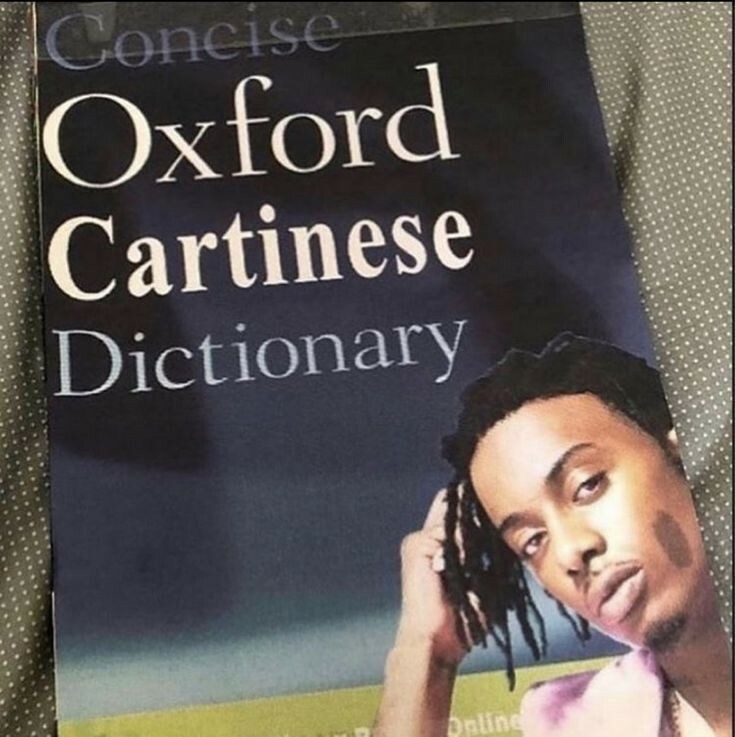 Concise
Oxford
Cartinese
Dictionary
Online